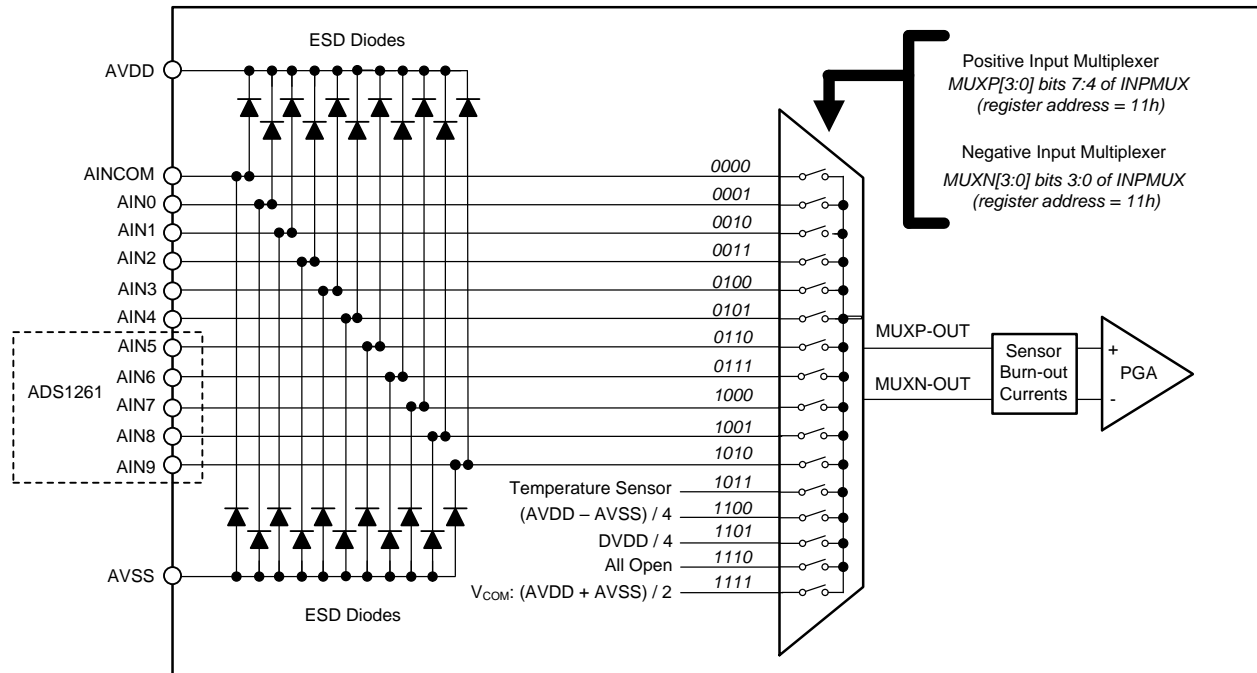 ESD Diodes
AVDD
Positive Input Multiplexer
MUXP[3:0] bits 7:4 of INPMUX
(register address = 11h)
Negative Input Multiplexer
MUXN[3:0] bits 3:0 of INPMUX
(register address = 11h)
AINCOM
0000
AIN0
0001
AIN1
0010
AIN2
0011
AIN3
0100
AIN4
0101
AIN5
0110
AIN6
0111
AIN7
1000
AIN8
1001
AIN9
1010
ADS1261
MUXP-OUT
MUXN-OUT
Sensor
Burn-out
Currents
+
PGA
-
Temperature Sensor
1011
(AVDD – AVSS) / 4
1100
DVDD / 4
1101
All Open
1110
VCOM: (AVDD + AVSS) / 2
1111
AVSS
ESD Diodes